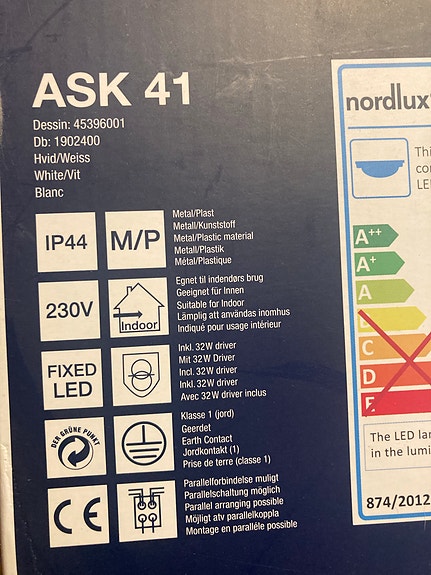 ASK 41
Dessin: 45396001
Db: 1902400
Hvid/Weiss
White/Vit
Blanc
IP44
M/P
Metal/Plast
Metall/Kunststoff
Metal/Plastic material
Metall/Plastik
Métal/Plastique
230V
Indoor
Egnet til indendørs brug
Geeignet für Innen
Suitable for Indoor
Lämplig att användas inomhus
Indiqué pour usage intérieur
FIXED
LED
Inkl. 32W driver
Mit 32W Driver
Incl. 32W driver
Inkl. 32W driver
Avec 32W driver inclus
DER GRÜNE PUNKT
Klasse 1 (jord)
Geerdet
Earth Contact
Jordkontakt (1)
Prise de terre (classe 1)
CE
Parallelforbindelse muligt
Parallelschaltung möglich
Parallel arranging possible
Möjligt atv parallelkoppla
Montage en paralléle possible
nordlux
LE
A++
A+
A
C
D
The LED
in the
874/2012